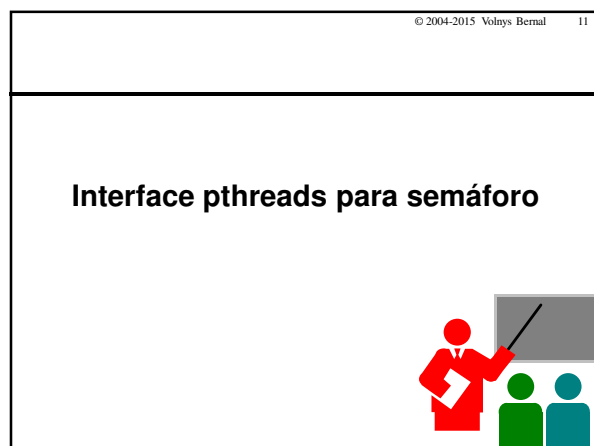 © 2004-2015 Volnys Bernal 11
Interface pthreads para semáforo